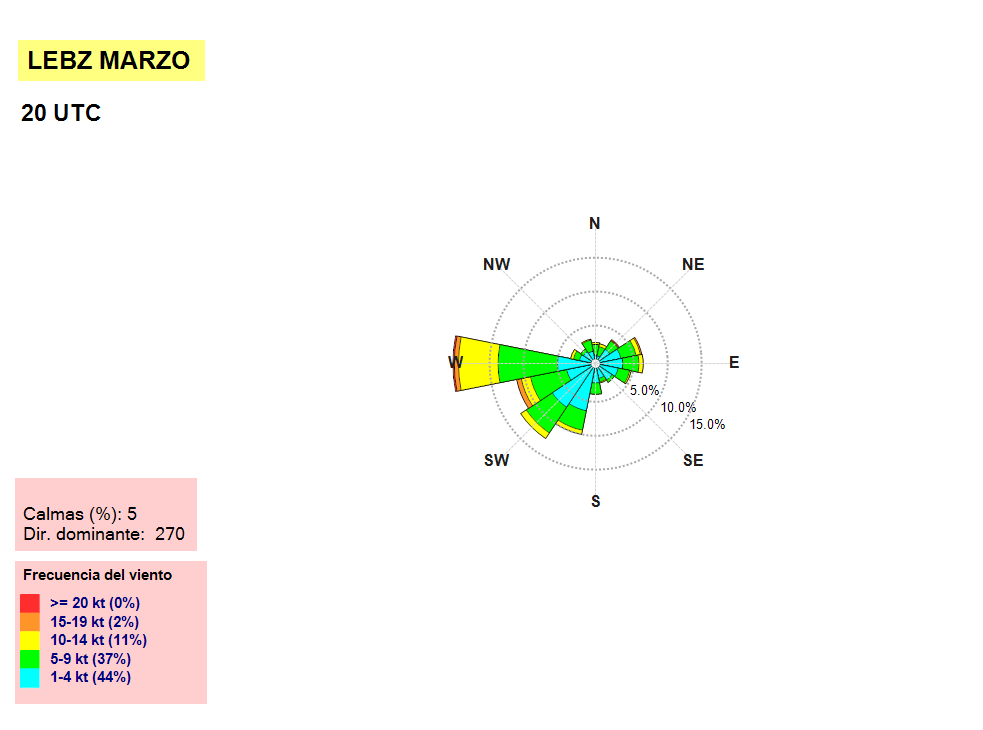 LEBZ MARZO
20 UTC
N
NW
NE
W
E
5.0%
10.0%
15.0%
SW
SE
S
Calmas (%): 5
Dir. dominante: 270
Frecuencia del viento
>= 20 kt (0%)
15-19 kt (2%)
10-14 kt (11%)
5-9 kt (37%)
1-4 kt (44%)